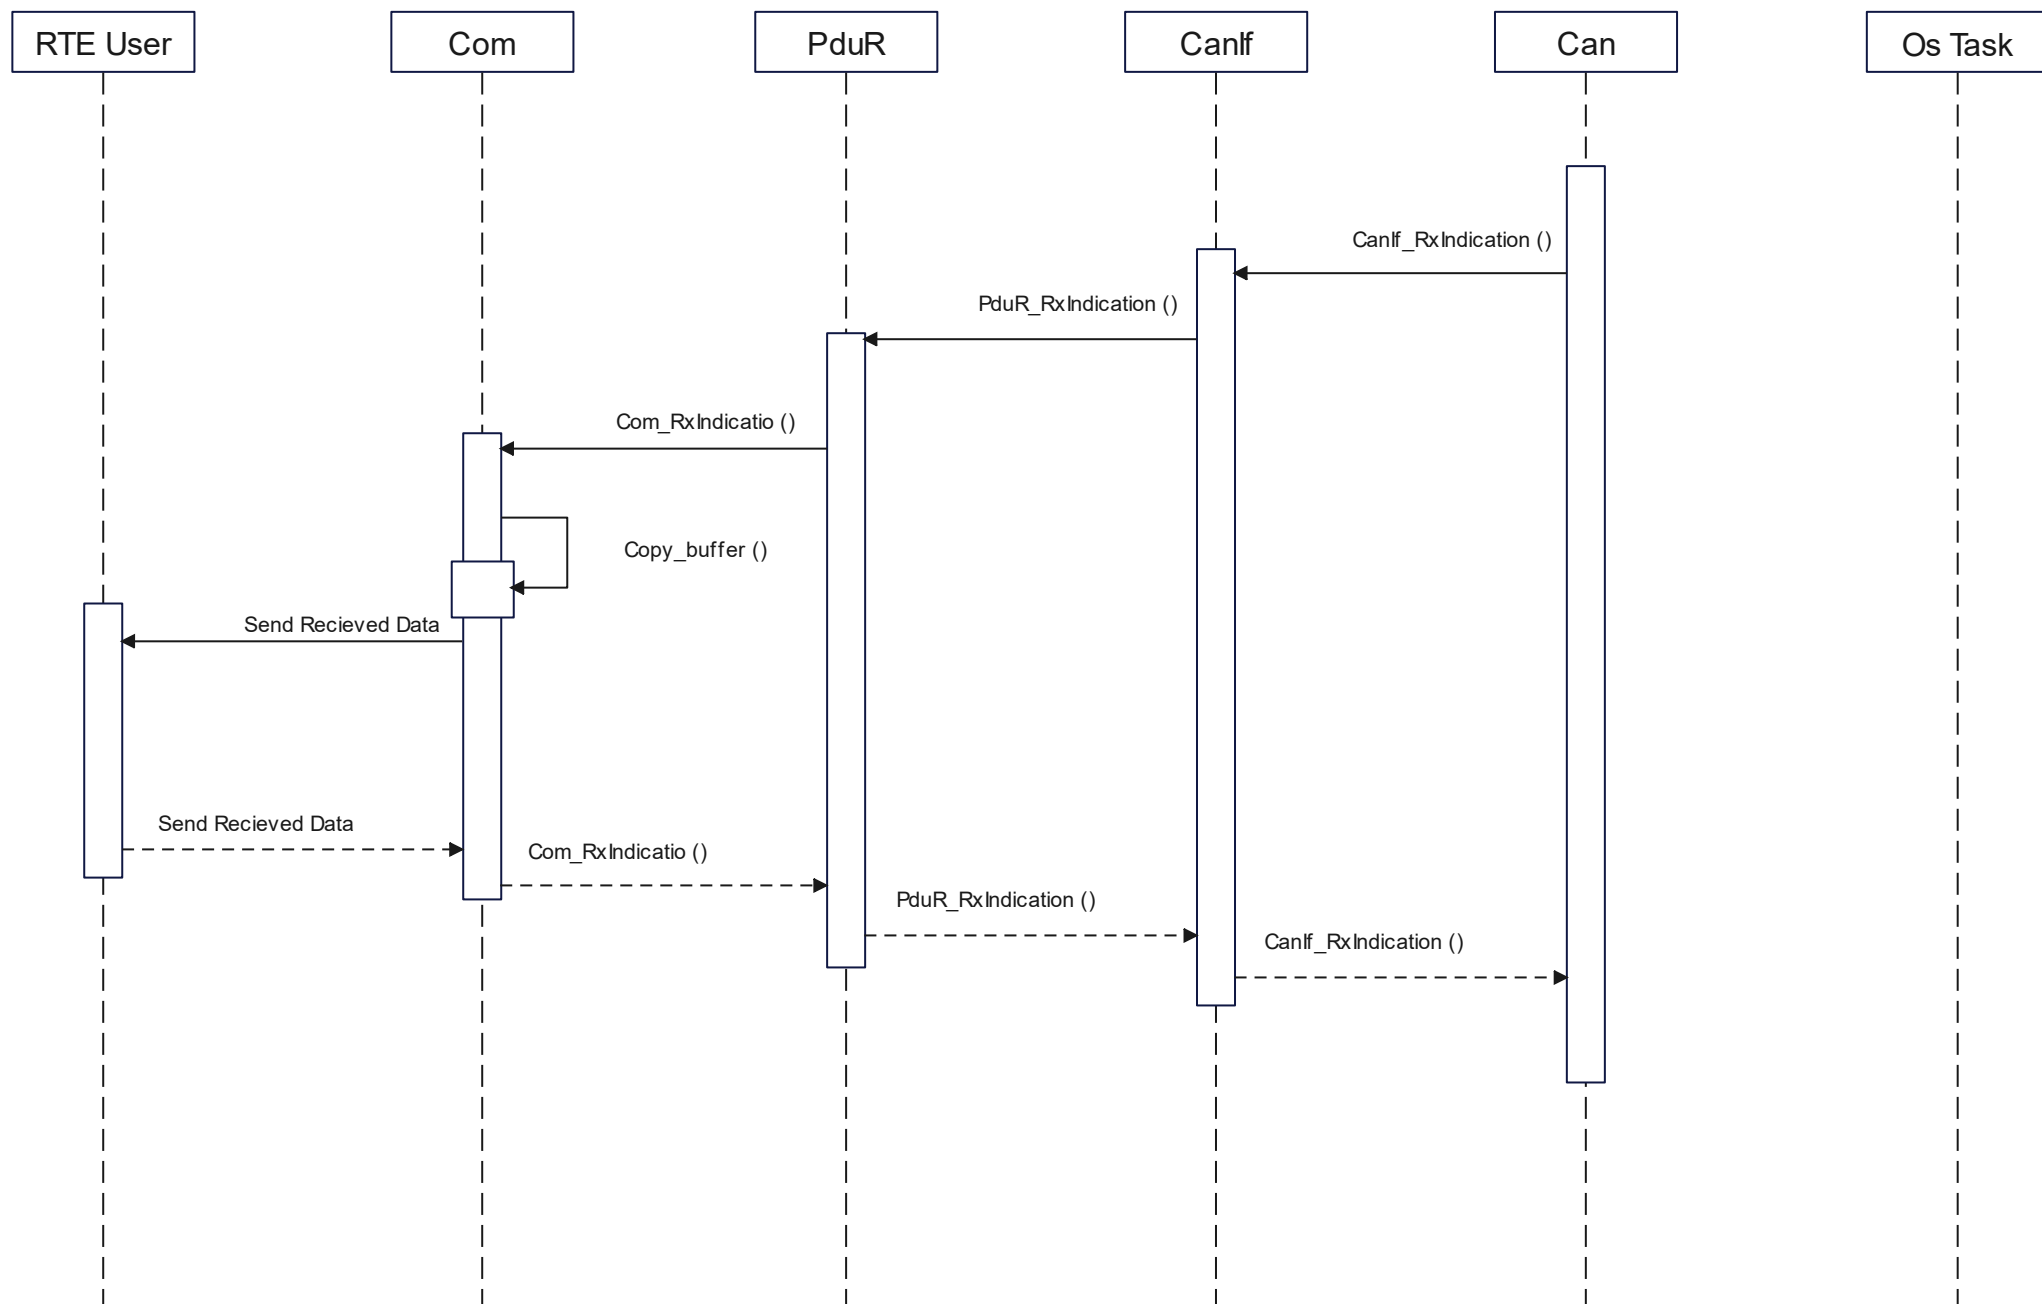 RTE User
Com
PduR
CanIf
Can
Os Task
CanIf_RxIndication ()
PduR_RxIndication ()
Com_RxIndicatio ()
Copy_buffer ()
Send Recieved Data
Send Recieved Data
Com_RxIndicatio ()
PduR_RxIndication ()
CanIf_RxIndication ()